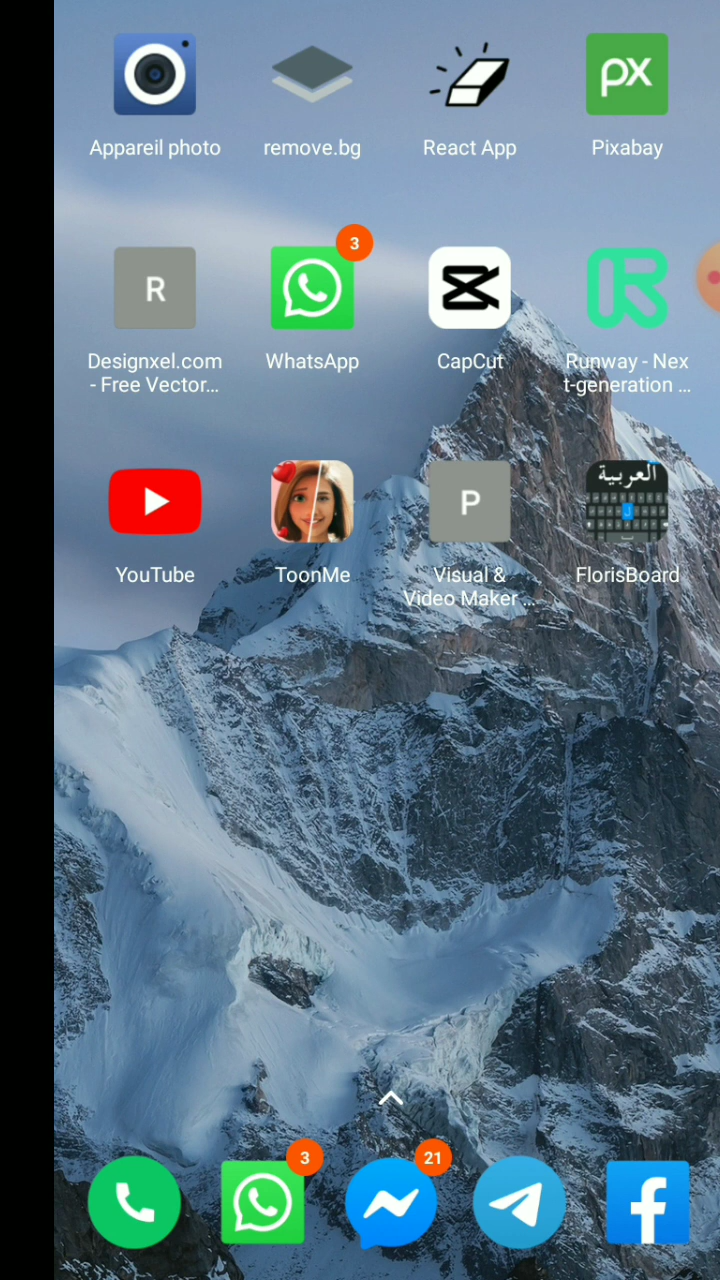 Appareil photo
remove.bg
React App
px
Pixabay
R
3
Designxel.com
- Free Vector...
WhatsApp
CapCut
Runway - Nex
t-generation ...
P
العربية
YouTube
ToonMe
Visual &
Video Maker ...
FlorisBoard
3
21